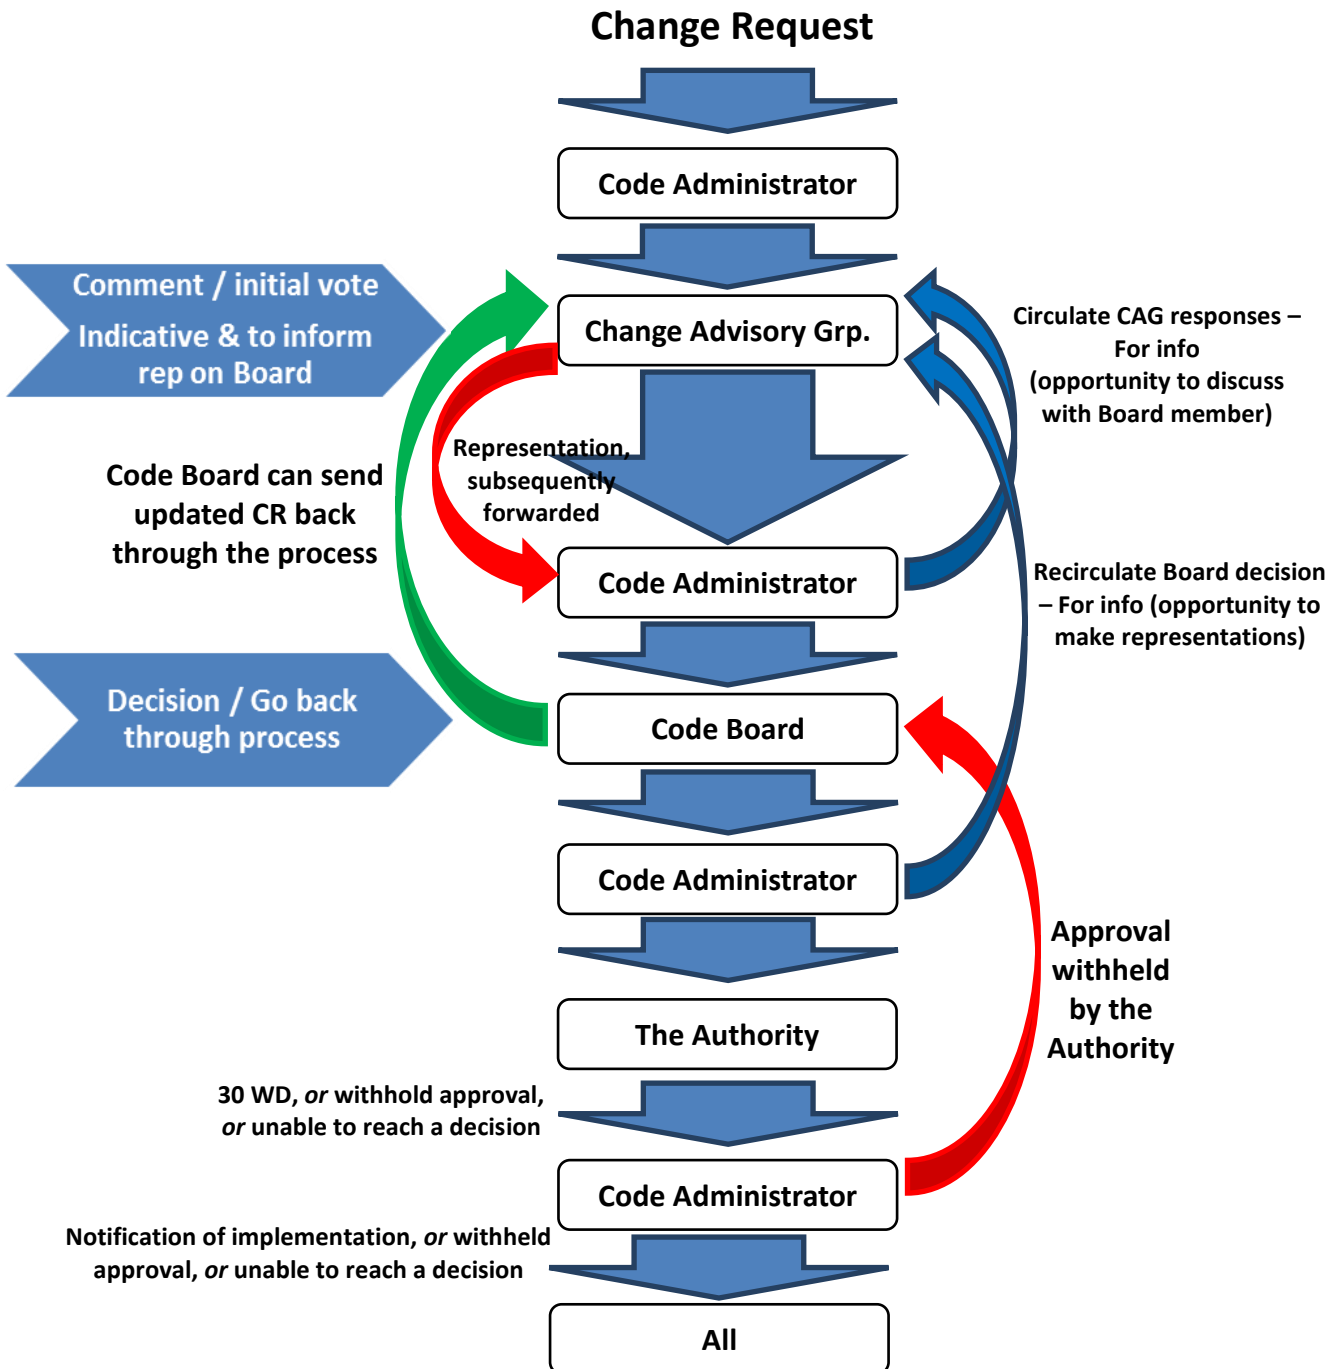 Change Request
Code Administrator
Comment / initial vote
Indicative & to inform
rep on Board
Change Advisory Grp.
Circulate CAG responses –
For info
(opportunity to discuss
with Board member)
Representation,
subsequently
forwarded
Code Board can send
updated CR back
through the process
Code Administrator
Recirculate Board decision
– For info (opportunity to
make representations)
Decision / Go back
through process
Code Board
Code Administrator
Approval
withheld
by the
Authority
The Authority
30 WD, or withhold approval,
or unable to reach a decision
Code Administrator
Notification of implementation, or withheld
approval, or unable to reach a decision
All